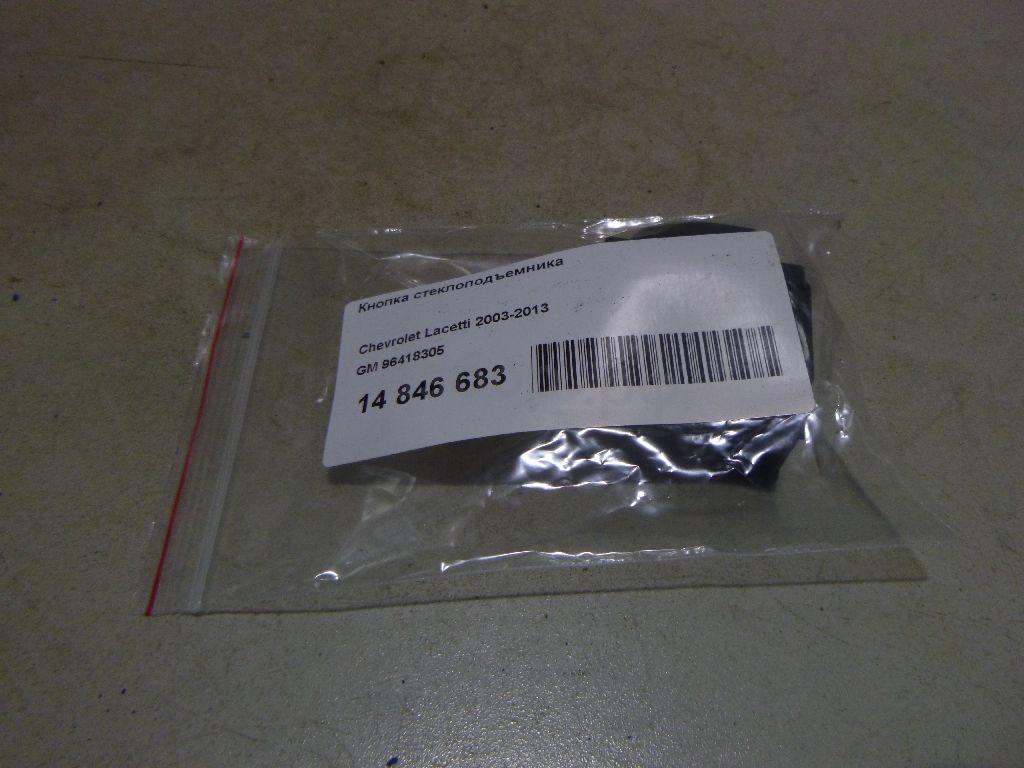 Кнопка стеклоподъемника
Chevrolet Lacetti 2003-2013
GM 96418305
14 846 683